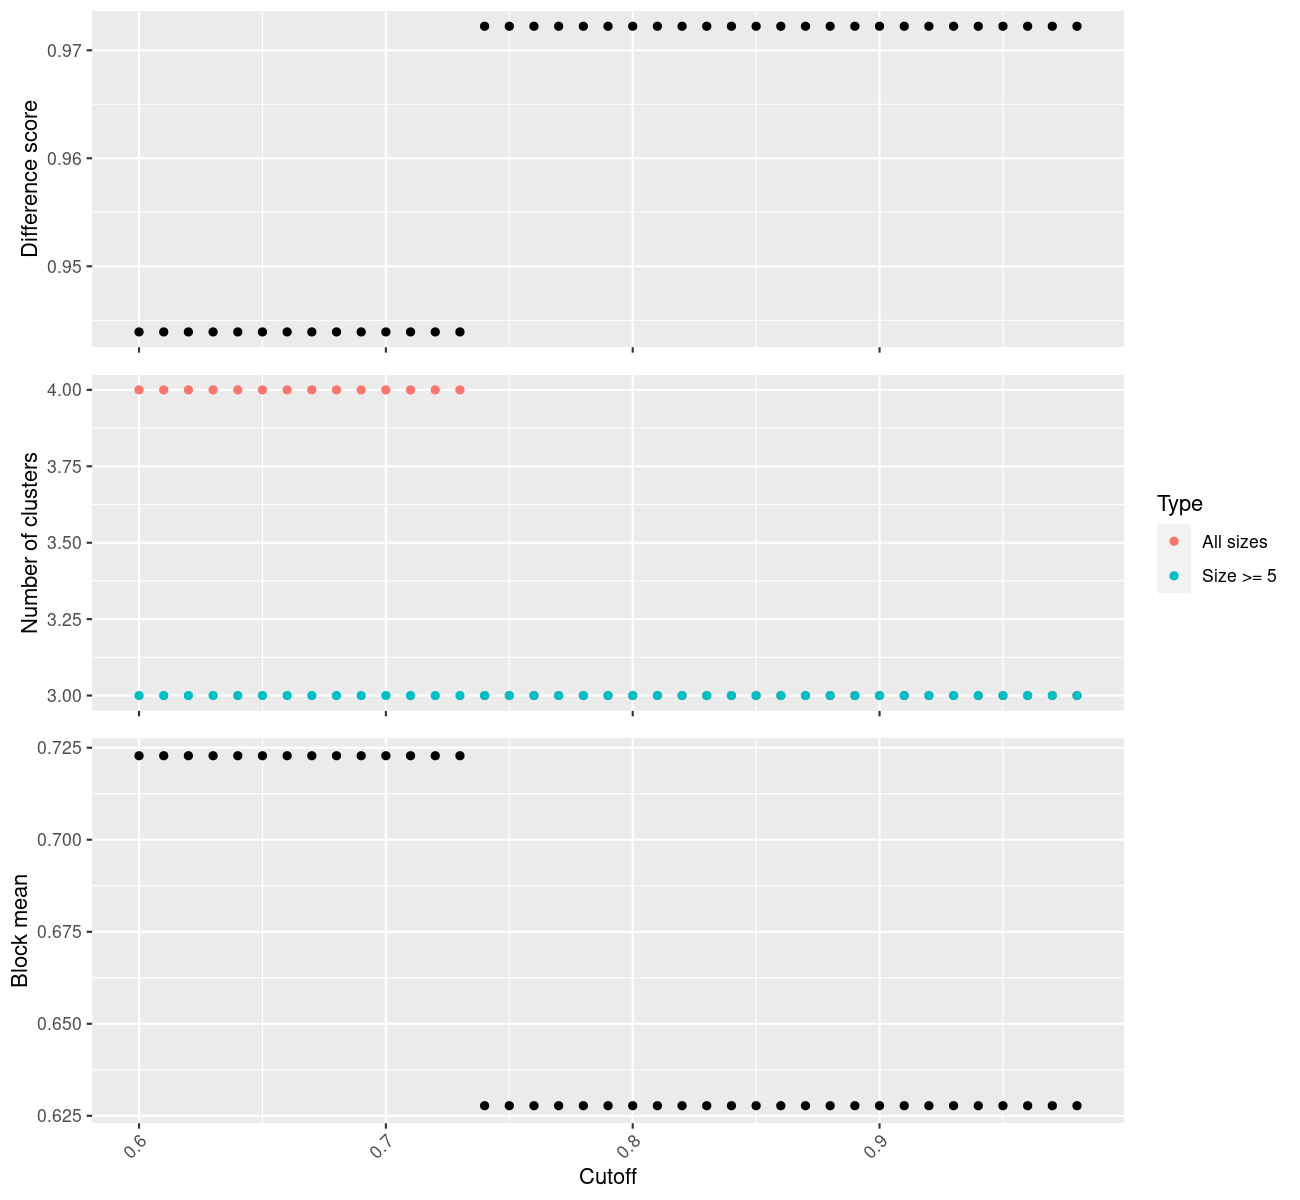 Difference score
0.97
0.96
0.95
Number of clusters
4.00
3.75
3.50
3.25
3.00
Type
All sizes
Size >= 5
Block mean
0.725
0.700
0.675
0.650
0.625
0.6
0.7
0.8
0.9
Cutoff